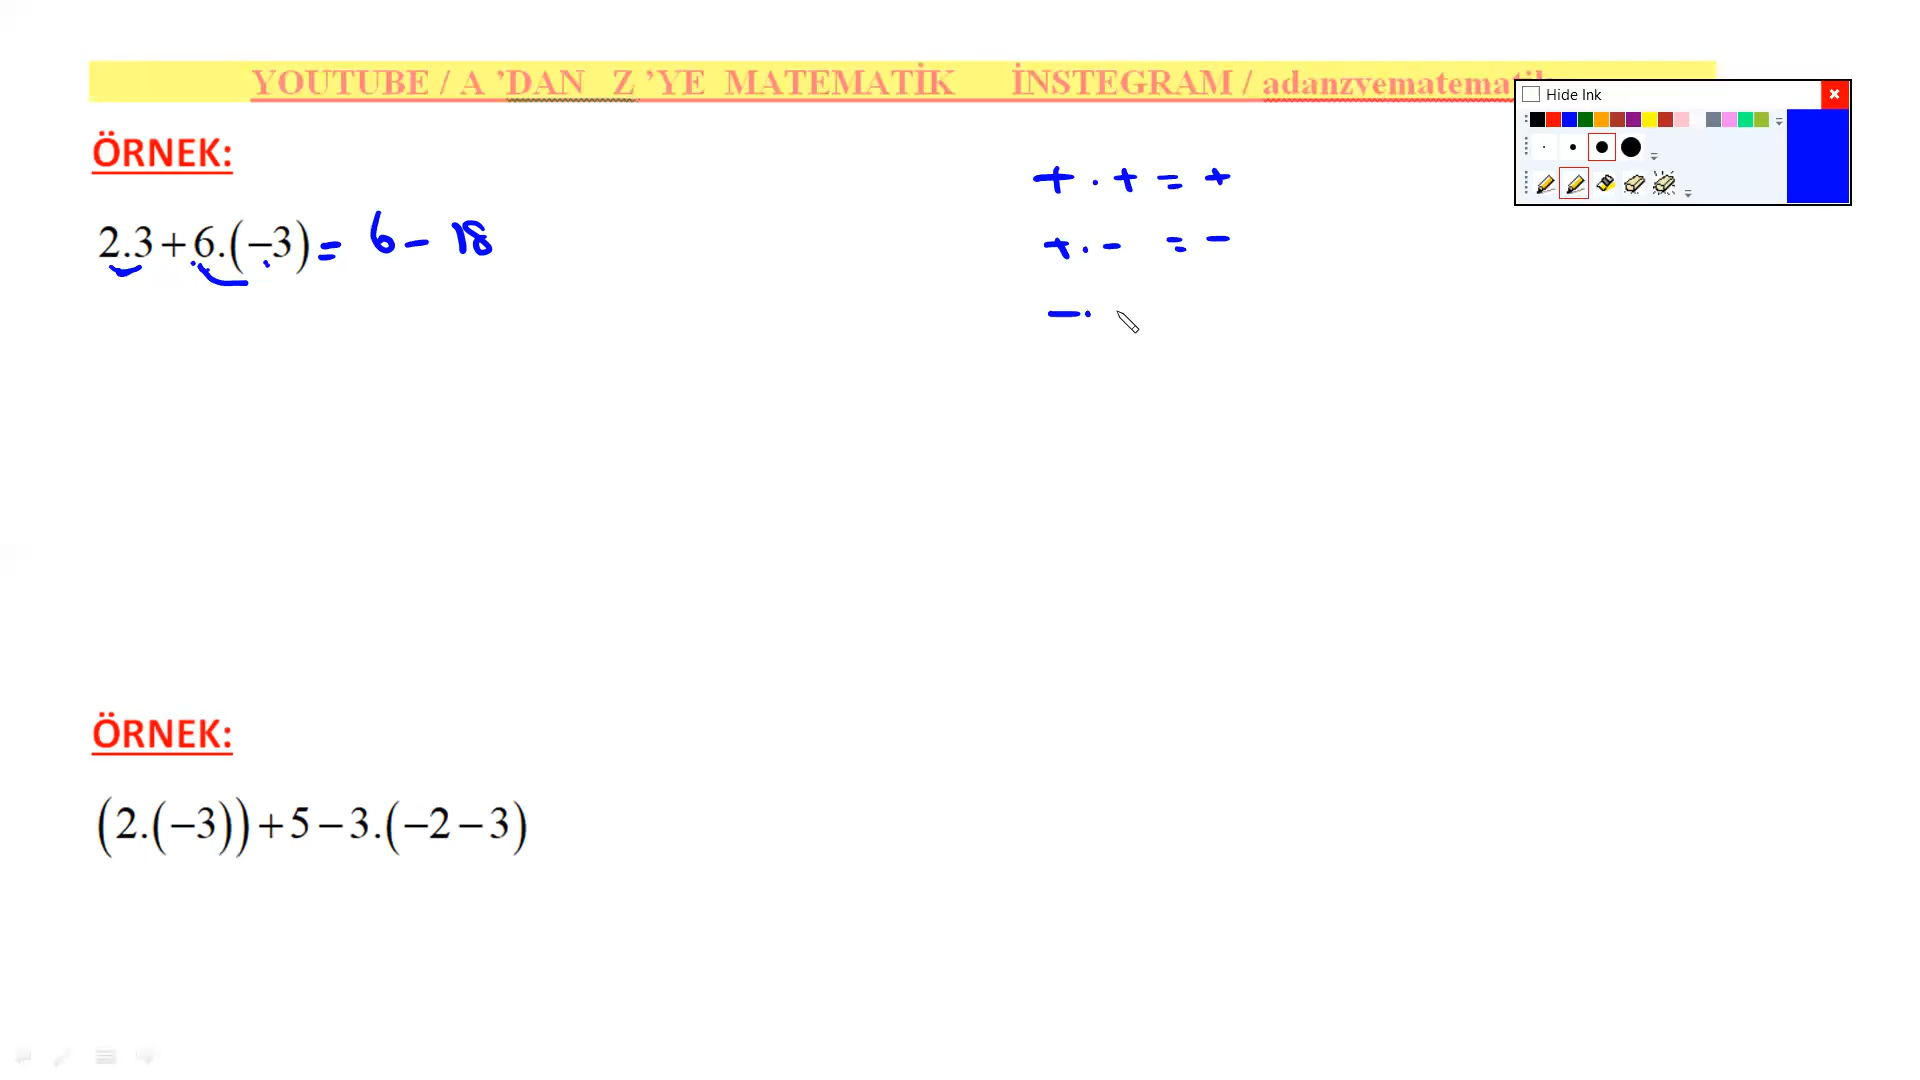 YOUTUBE / A ’DAN Z ’YE MATEMATİK İNSTEGRAM /
Hide Ink
ÖRNEK:
+ . + = +
2.3+6.(−3) = 6 - 18
+ . - = -
- .
ÖRNEK:
(2.(−3))+5−3.(−2−3)